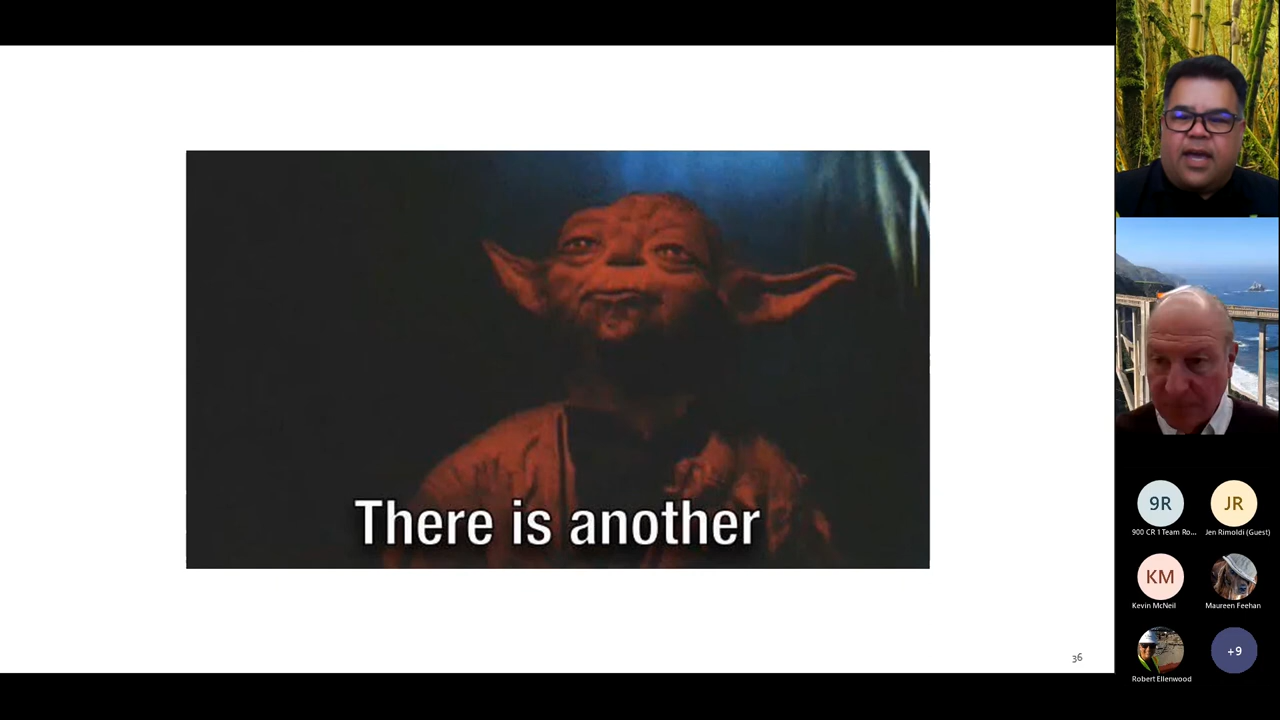 There is another
36
9R
JR
900 CR 1 Team Ro...
Jen Rimoldi (Guest)
KM
Kevin McNeil
Maureen Feehan
+9
Robert Ellenwood